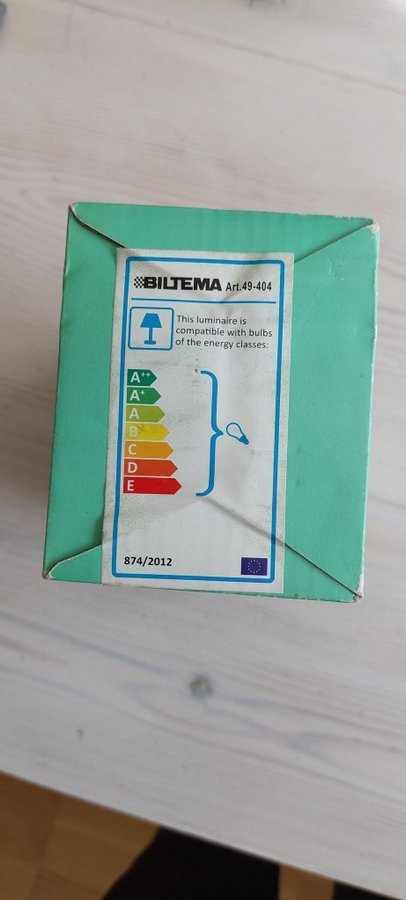 BILTEMA Art.49-404
This luminaire is
compatible with bulbs
of the energy classes:
A++
A+
A
B
C
D
E
874/2012